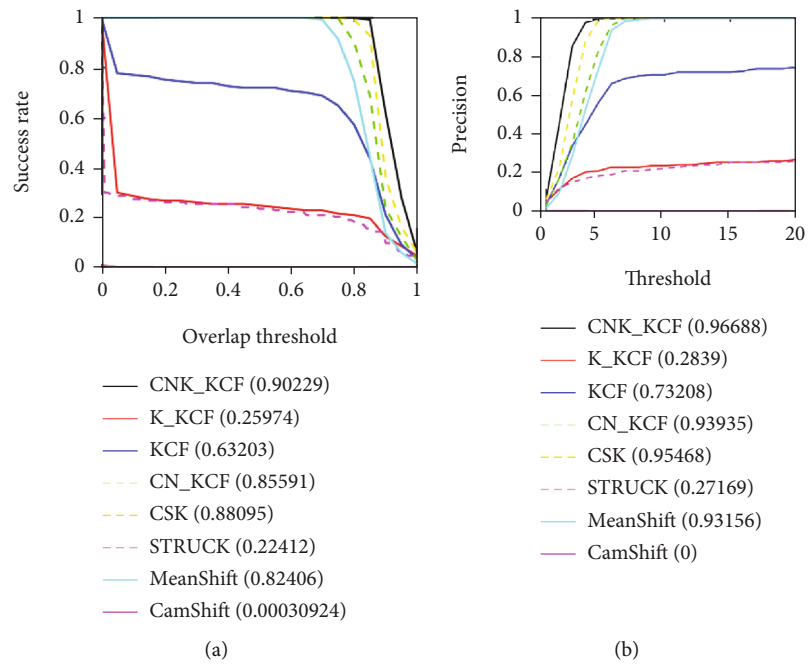 1
0.8
0.6
0.4
0.2
0
0 0.2 0.4 0.6 0.8 1
Success rate
Overlap threshold
CNK_KCF (0.90229)
K_KCF (0.25974)
KCF (0.63203)
CN_KCF (0.85591)
CSK (0.88095)
STRUCK (0.22412)
MeanShift (0.82406)
CamShift (0.00030924)
(a)
1
0.8
0.6
0.4
0.2
0
0 5 10 15 20
Precision
Threshold
CNK_KCF (0.96688)
K_KCF (0.2839)
KCF (0.73208)
CN_KCF (0.93935)
CSK (0.95468)
STRUCK (0.27169)
MeanShift (0.93156)
CamShift (0)
(b)